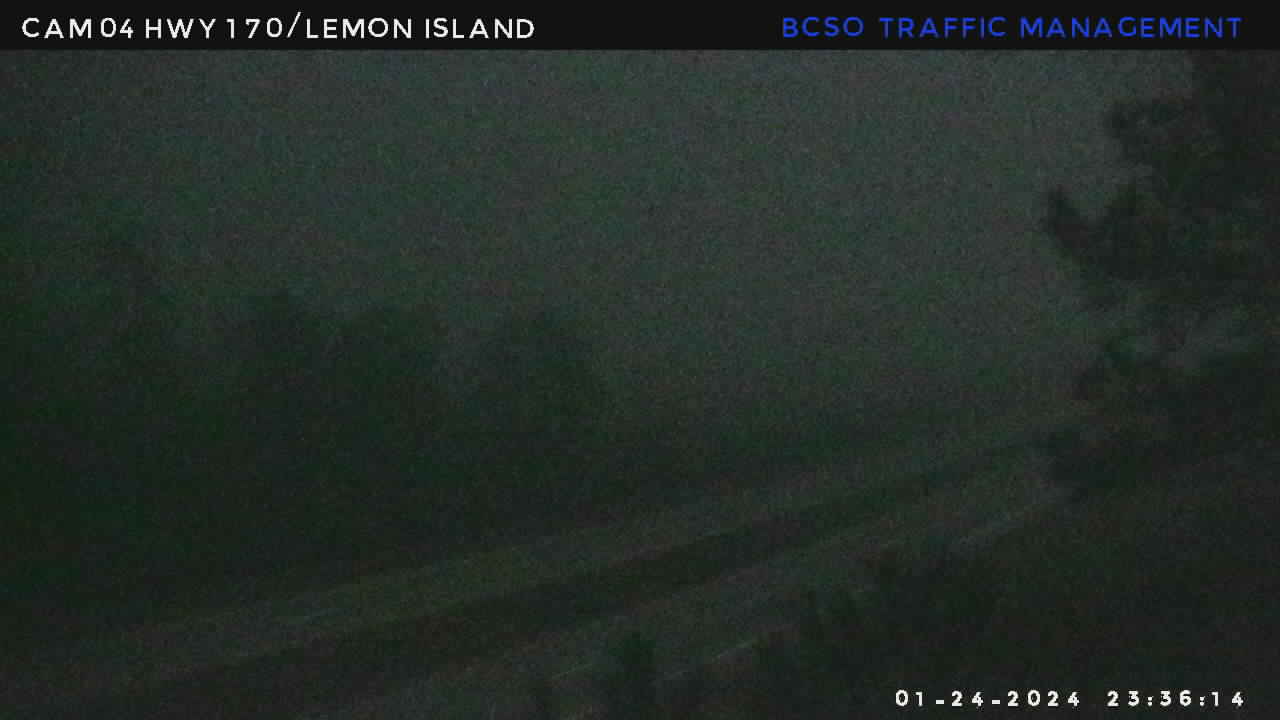 CAM04 HWY 170/LEMON ISLAND
BCSO TRAFFIC MANAGEMENT
01-24-2024 23:36:14